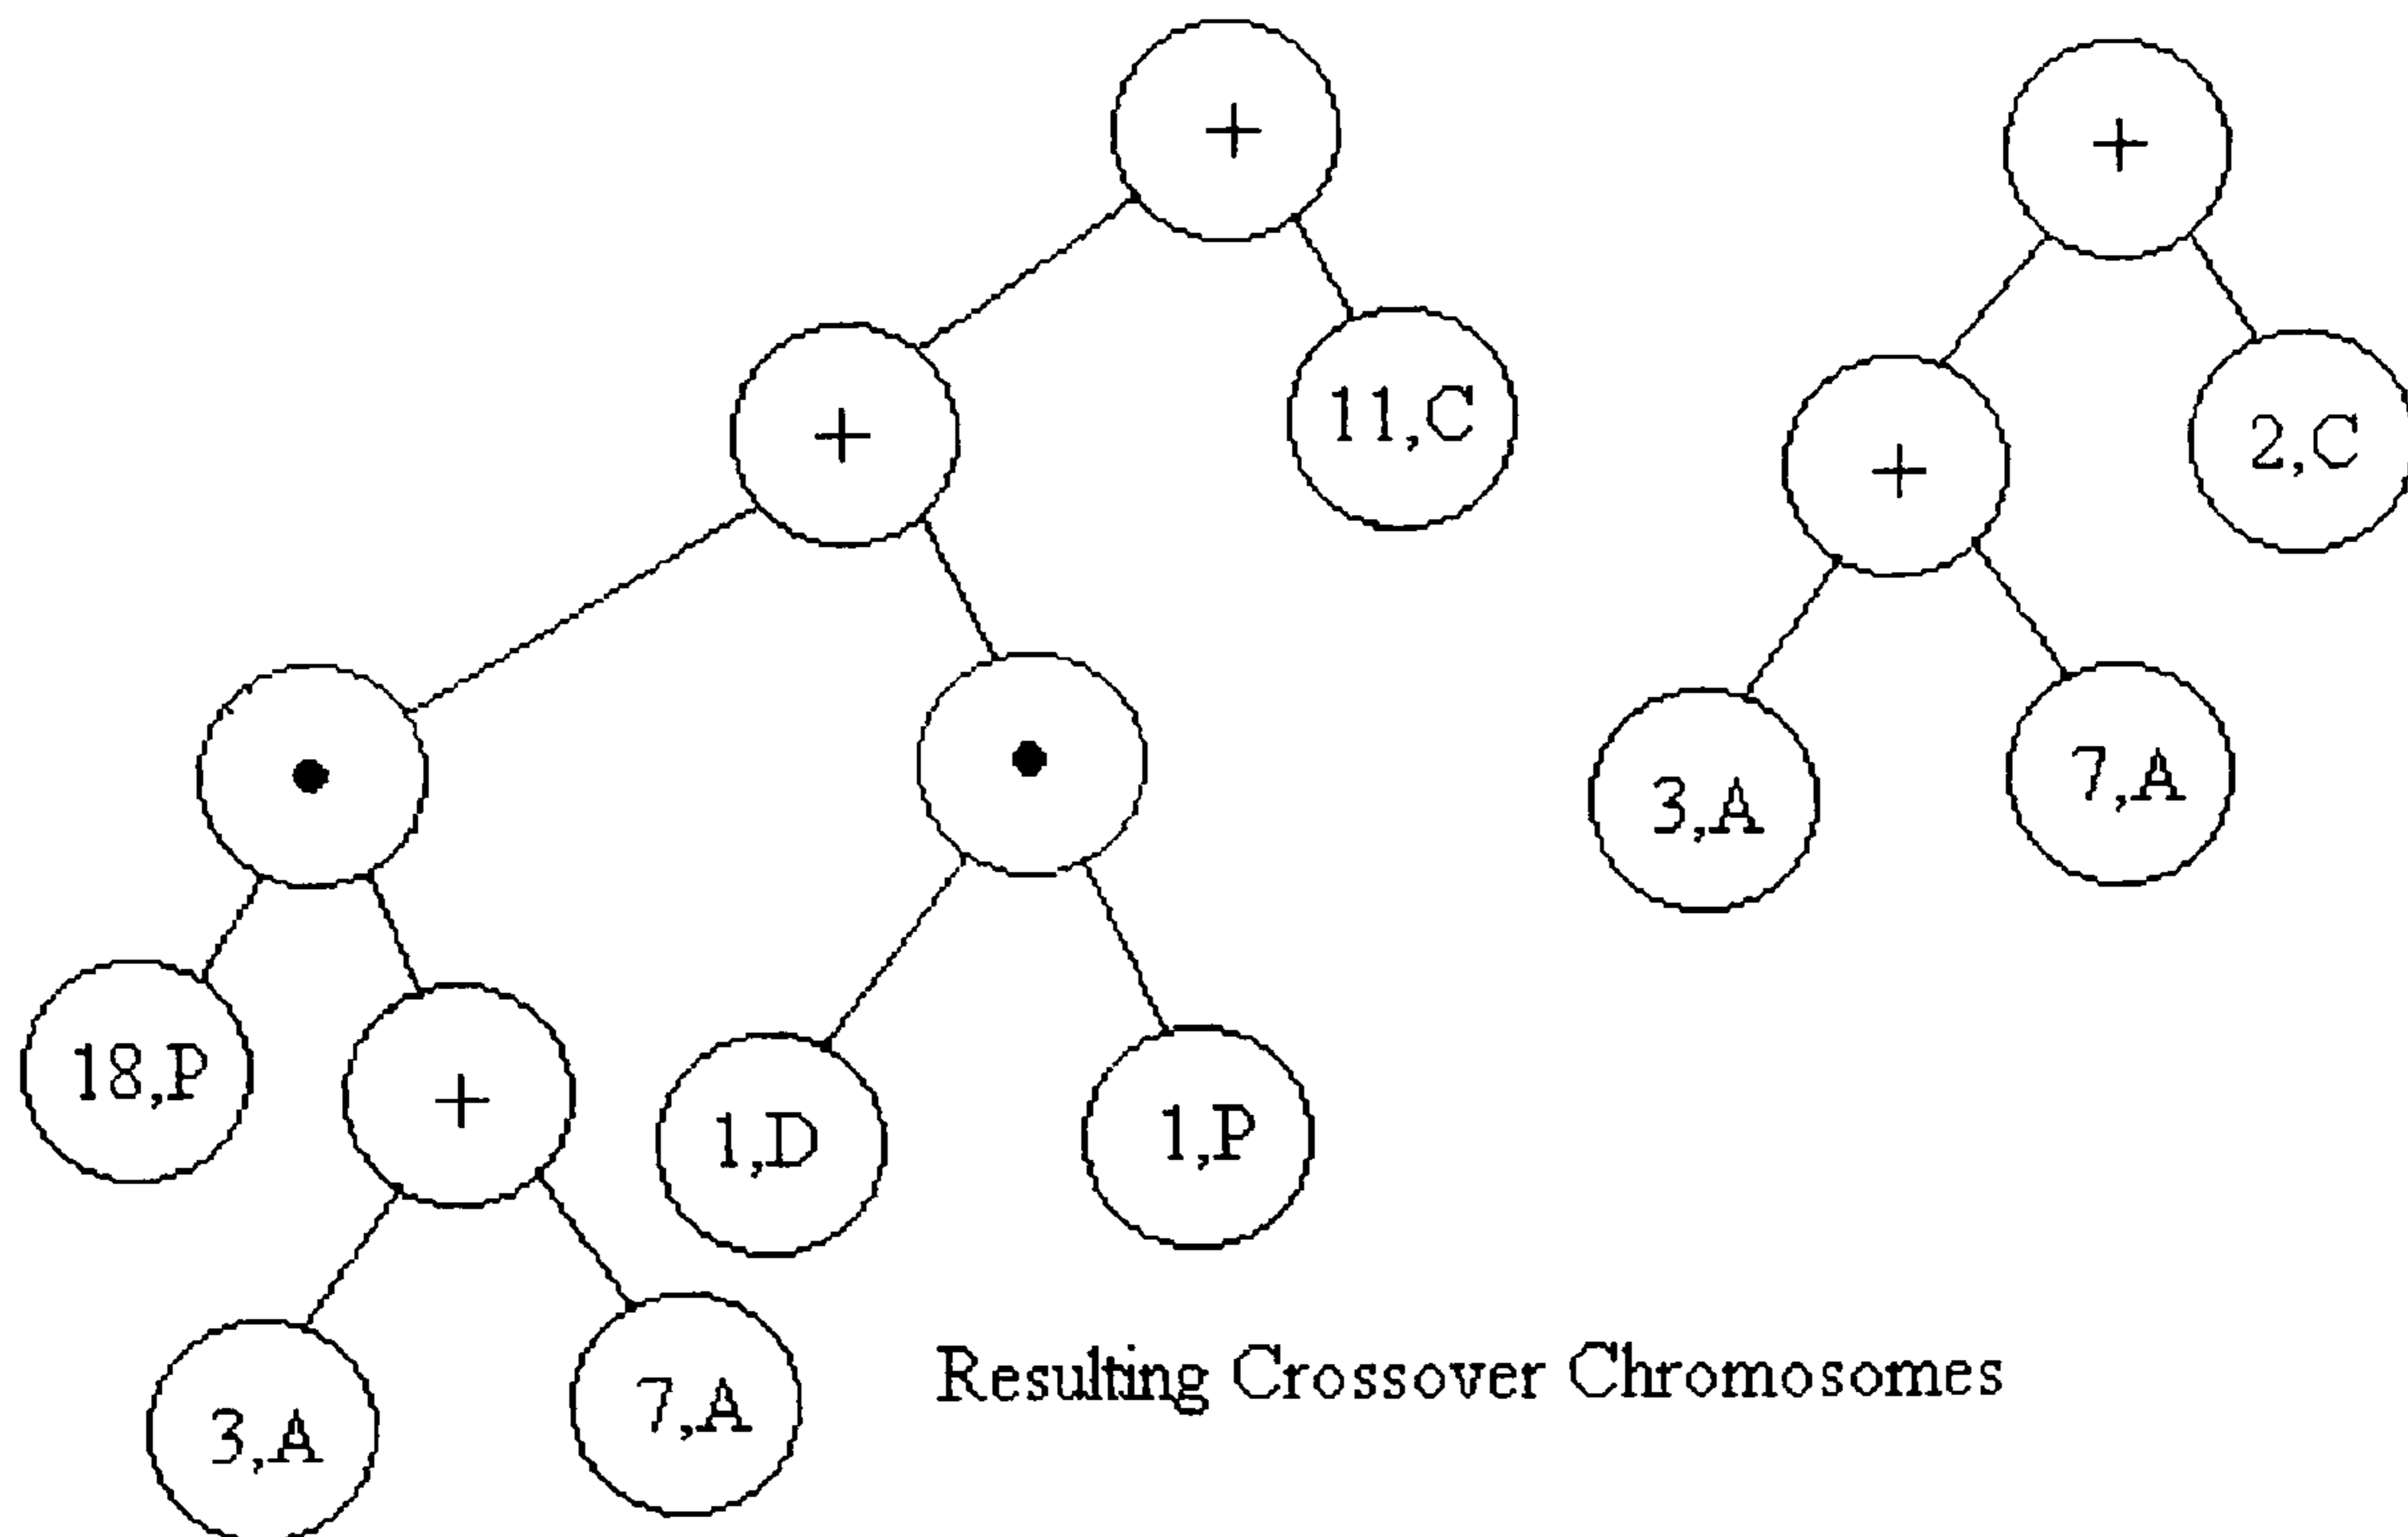 +
+
+
11,C
2,C
+
•
•
3,A
7,A
18,P
+
1,D
1,P
3,A
7,A
Resulting Crossover Chromosomes